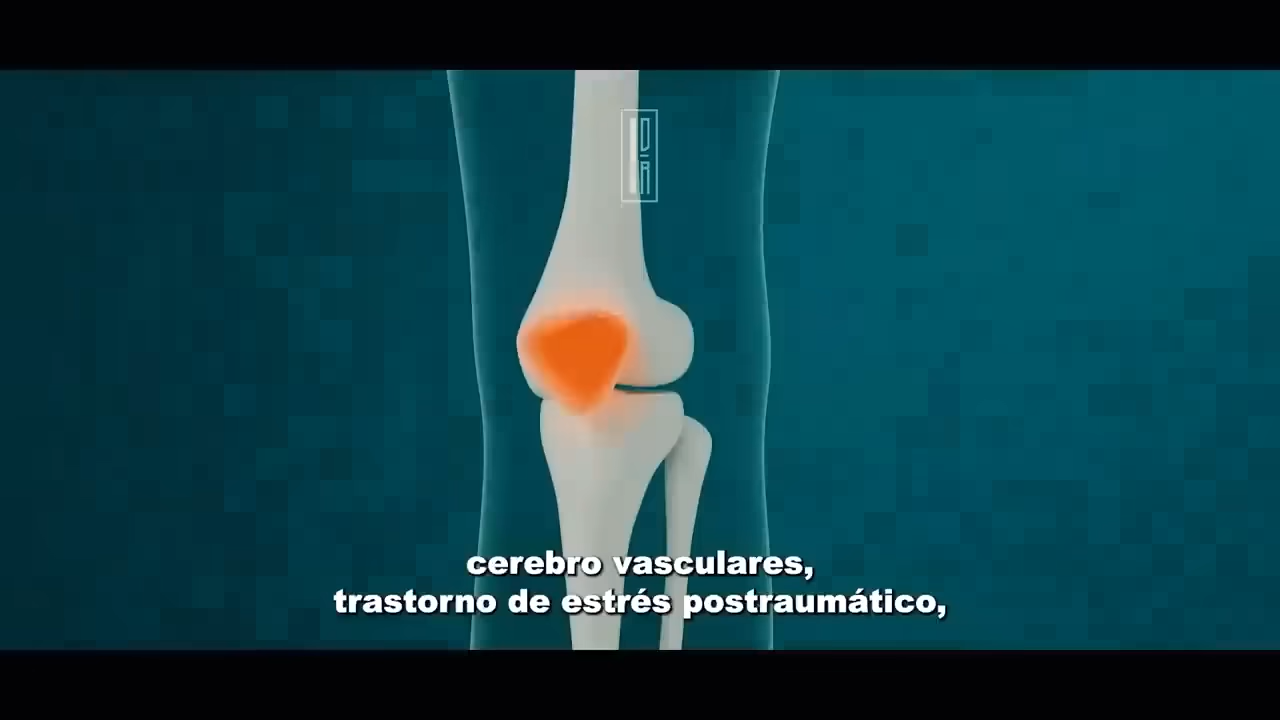 cerebro vasculares,
trastorno de estrés postraumático,